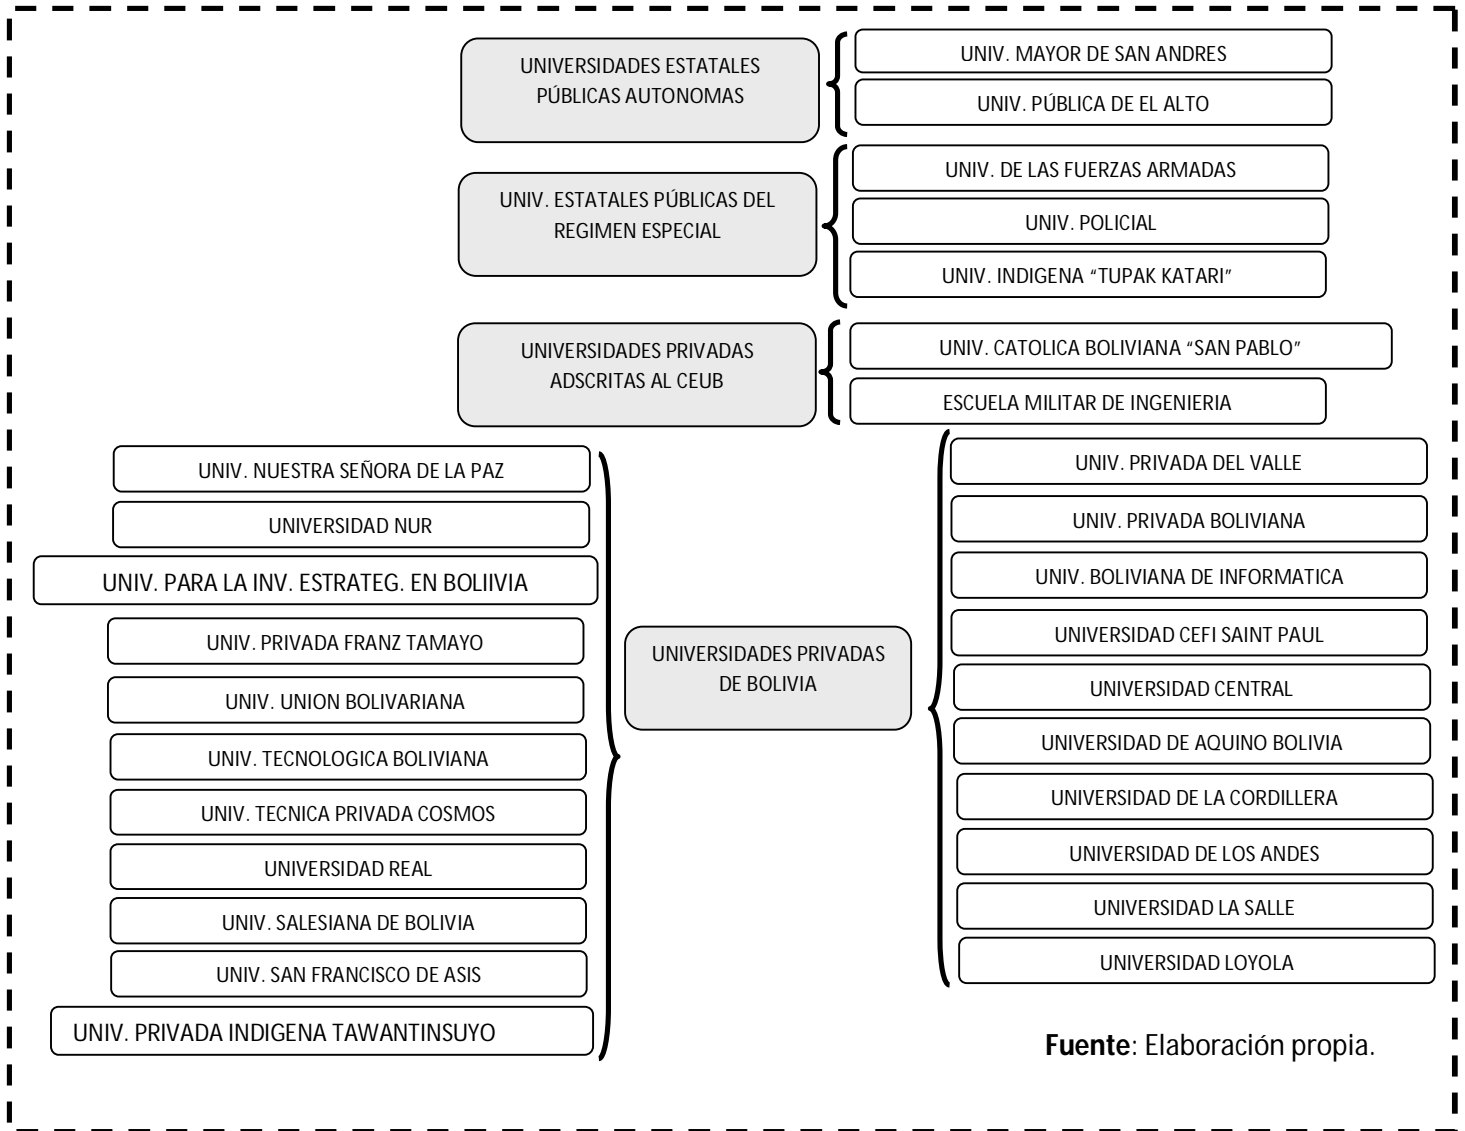 UNIVERSIDADES ESTATALES
PÚBLICAS AUTONOMAS
UNIV. MAYOR DE SAN ANDRES
UNIV. PÚBLICA DE EL ALTO
UNIV. ESTATALES PÚBLICAS DEL
REGIMEN ESPECIAL
UNIV. DE LAS FUERZAS ARMADAS
UNIV. POLICIAL
UNIV. INDIGENA “TUPAK KATARI”
UNIVERSIDADES PRIVADAS
ADSCRITAS AL CEUB
UNIV. CATOLICA BOLIVIANA “SAN PABLO”
ESCUELA MILITAR DE INGENIERIA
UNIV. NUESTRA SEÑORA DE LA PAZ
UNIVERSIDAD NUR
UNIV. PARA LA INV. ESTRATEG. EN BOLIIVIA
UNIV. PRIVADA FRANZ TAMAYO
UNIV. UNION BOLIVARIANA
UNIV. TECNOLOGICA BOLIVIANA
UNIV. TECNICA PRIVADA COSMOS
UNIVERSIDAD REAL
UNIV. SALESIANA DE BOLIVIA
UNIV. SAN FRANCISCO DE ASIS
UNIV. PRIVADA INDIGENA TAWANTINSUYO
UNIVERSIDADES PRIVADAS
DE BOLIVIA
UNIV. PRIVADA DEL VALLE
UNIV. PRIVADA BOLIVIANA
UNIV. BOLIVIANA DE INFORMATICA
UNIVERSIDAD CEFI SAINT PAUL
UNIVERSIDAD CENTRAL
UNIVERSIDAD DE AQUINO BOLIVIA
UNIVERSIDAD DE LA CORDILLERA
UNIVERSIDAD DE LOS ANDES
UNIVERSIDAD LA SALLE
UNIVERSIDAD LOYOLA
Fuente: Elaboración propia.